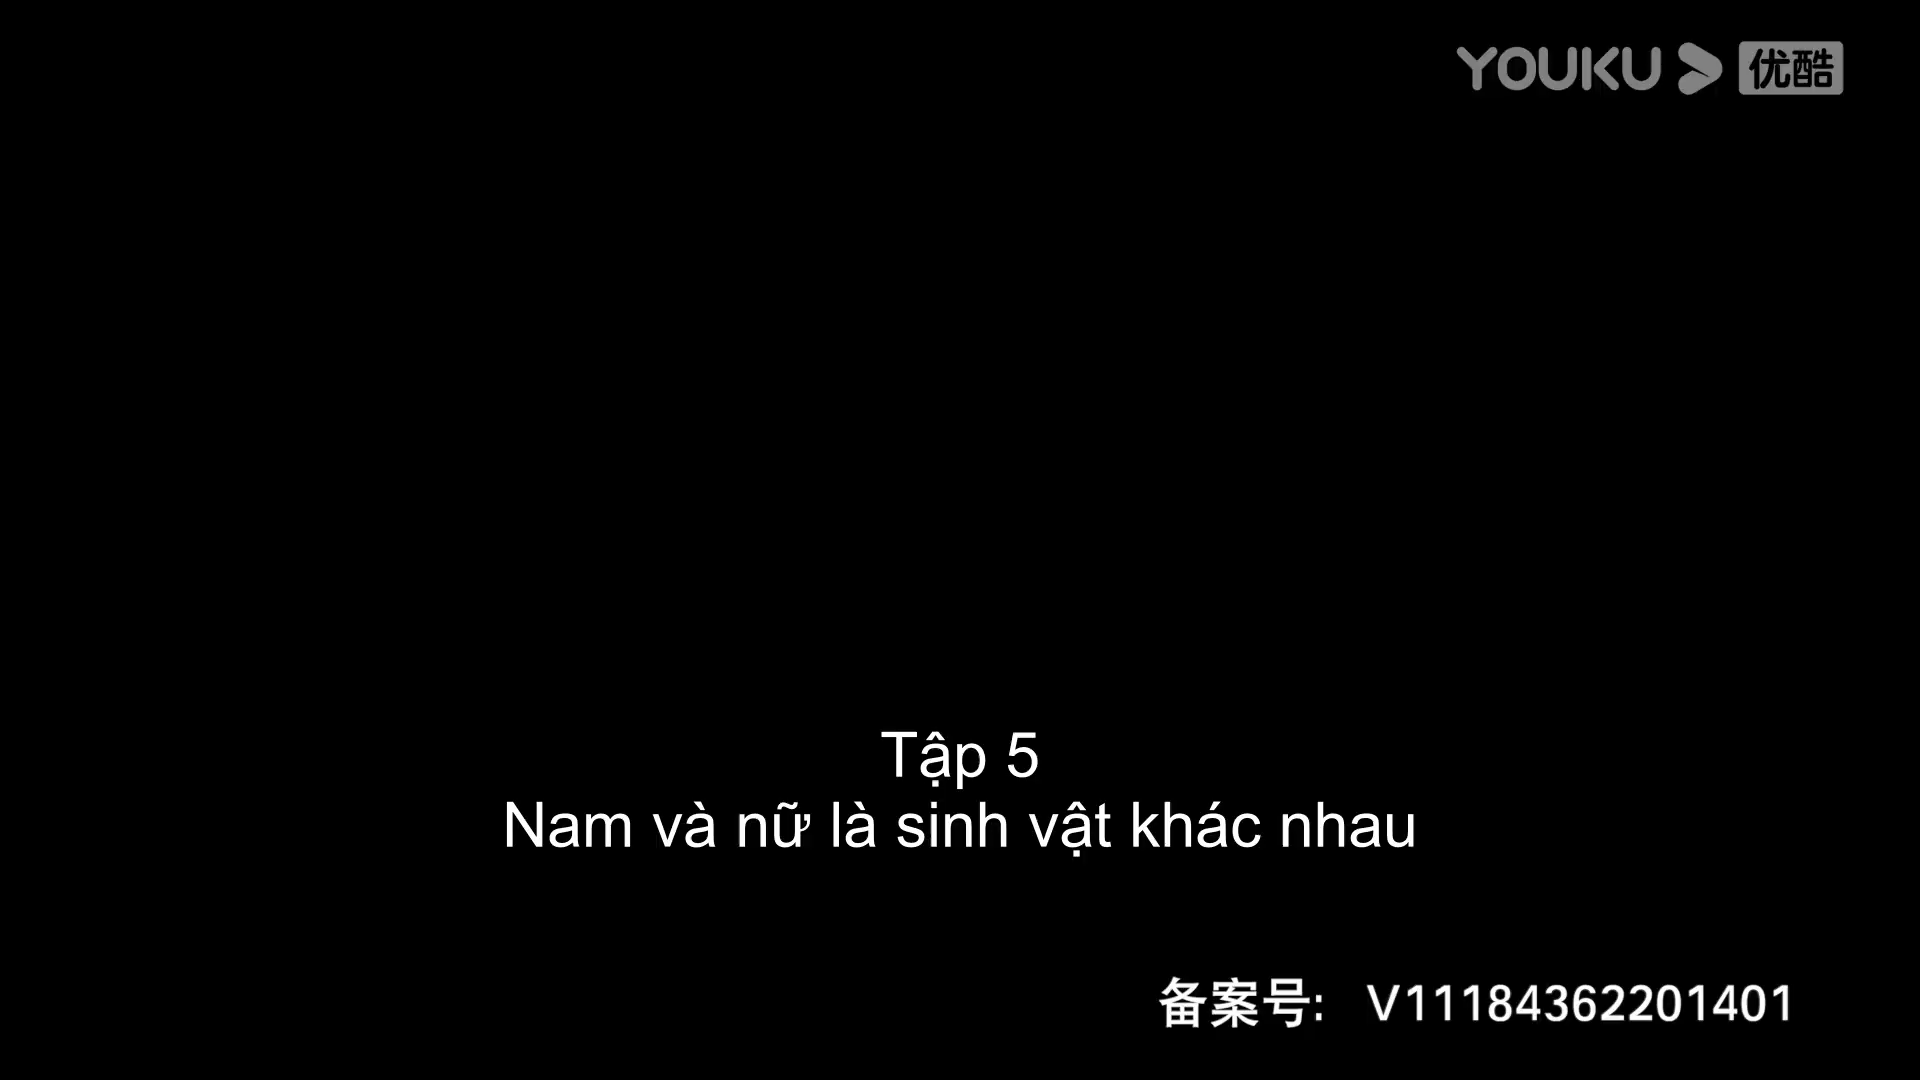 YOUKU 优酷
Tập 5
Nam và nữ là sinh vật khác nhau
备案号: V11184362201401